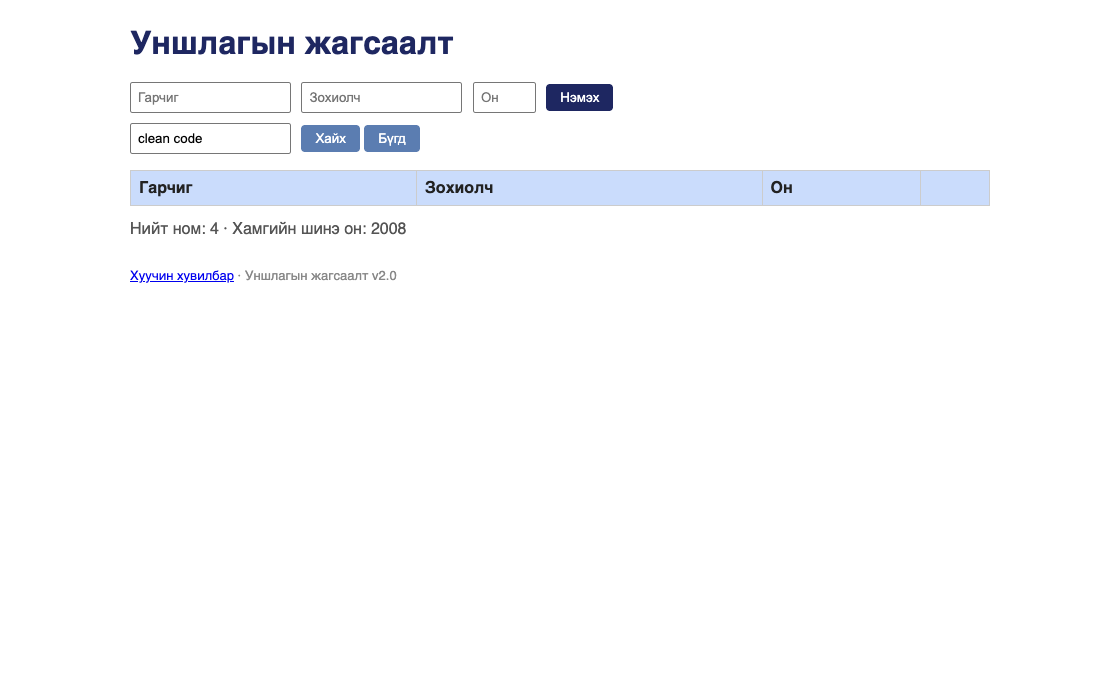 Уншлагын жагсаалт
Гарчиг Зохиолч Он Нэмэх
clean code Хайх Бүгд
Гарчиг Зохиолч Он
Нийт ном: 4 · Хамгийн шинэ он: 2008
Хуучин хувилбар · Уншлагын жагсаалт v2.0